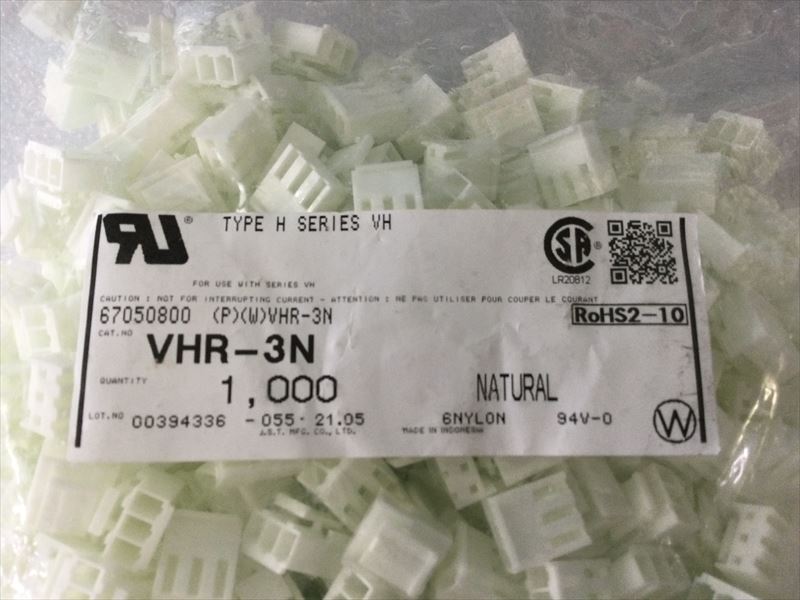 RU® TYPE H SERIES VH SA®
LR20812
FOR USE WITH SERIES VH
CAUTION : NOT FOR INTERRUPTING CURRENT - ATTENTION : NE PAS UTILISER POUR COUPER LE COURANT
67050800 (P)(W)VHR-3N RoHS2-10
CAT.NO VHR-3N
QUANTITY 1,000 NATURAL
LOT.NO 00394336 -055· 21.05 6NYLON 94V-0 W
J.S.T. MFG. CO., LTD. MADE IN INDONESIA